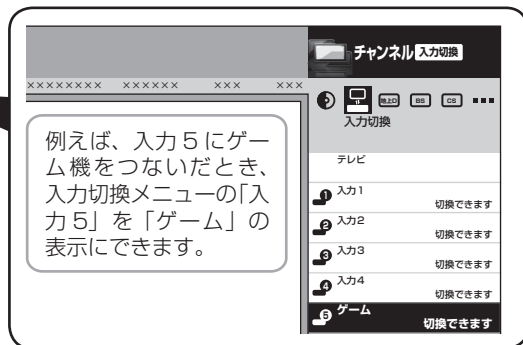 チャンネル 入力切換
×××××××× ×××××× ××× ×××
地上D BS CS
入力切換
例えば、入力5にゲー
ム機をつないだとき、
入力切換メニューの「入
力5」を「ゲーム」の
表示にできます。
テレビ
1 入力1
切換できます
2 入力2
切換できます
3 入力3
切換できます
4 入力4
切換できます
5 ゲーム
切換できます